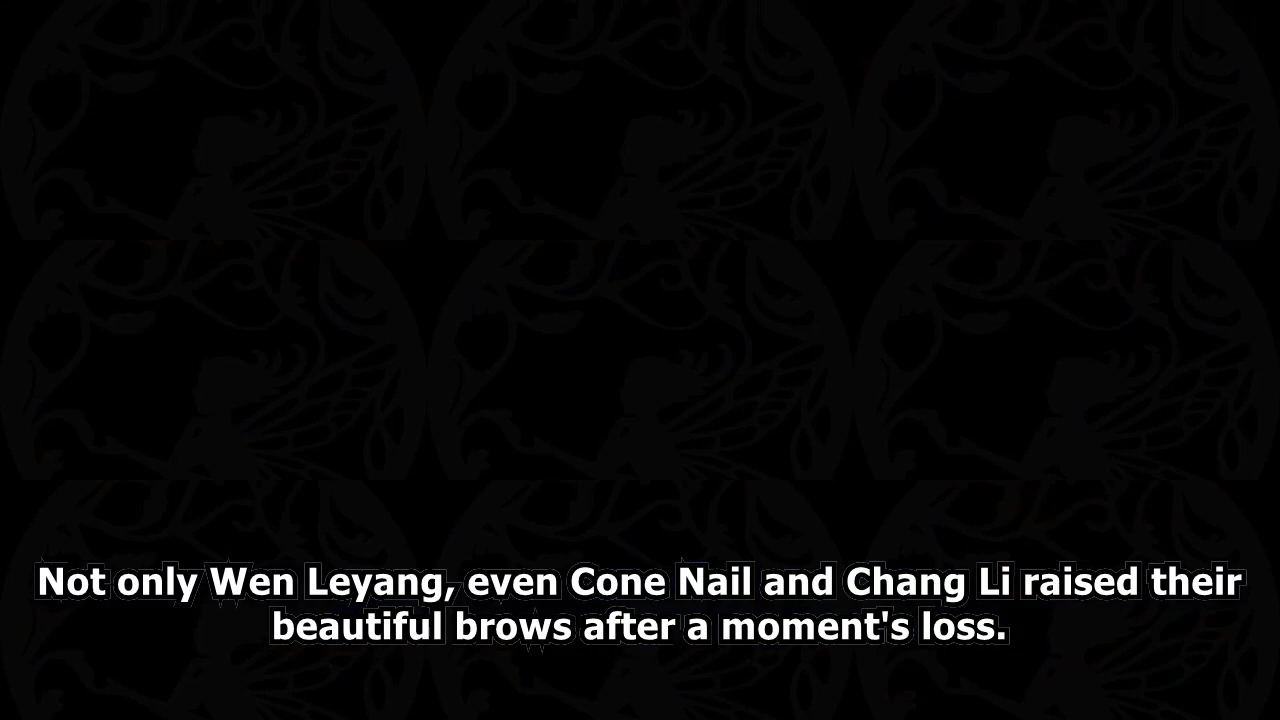 Not only Wen Leyang, even Cone Nail and Chang Li raised their
beautiful brows after a moment's loss.